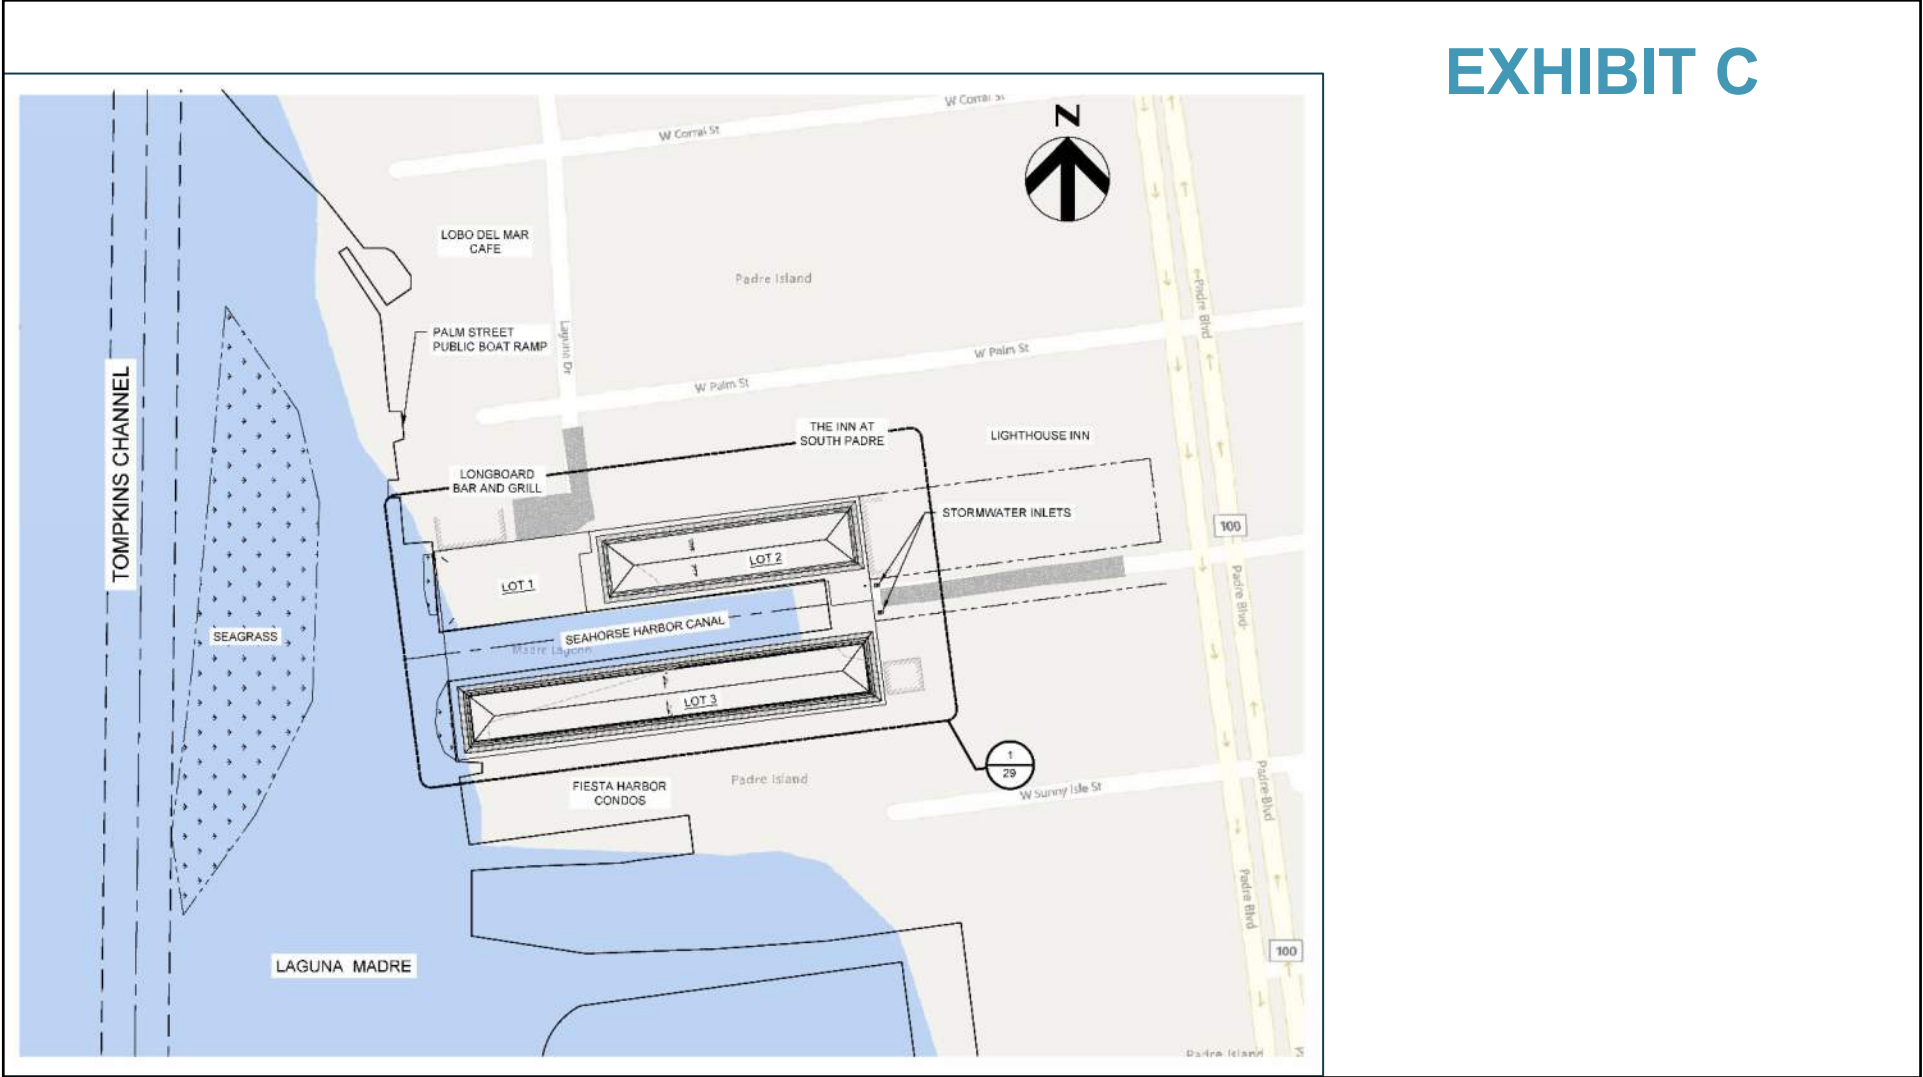 EXHIBIT C
W Corral St
W Corral St
N
LOBO DEL MAR
CAFE
Padre Island
Padre Blvd
PALM STREET
PUBLIC BOAT RAMP
Laguna Dr
W Palm St
W Palm St
TOMPKINS CHANNEL
THE INN AT
SOUTH PADRE
LIGHTHOUSE INN
LONGBOARD
BAR AND GRILL
STORMWATER INLETS
100
LOT 2
LOT 1
Padre Blvd
SEAHORSE HARBOR CANAL
SEAGRASS
Madre Lagoon
LOT 3
1
29
Padre Island
FIESTA HARBOR
CONDOS
W Sunny Isle St
Padre Blvd
Padre Blvd
LAGUNA MADRE
100
Padre Island